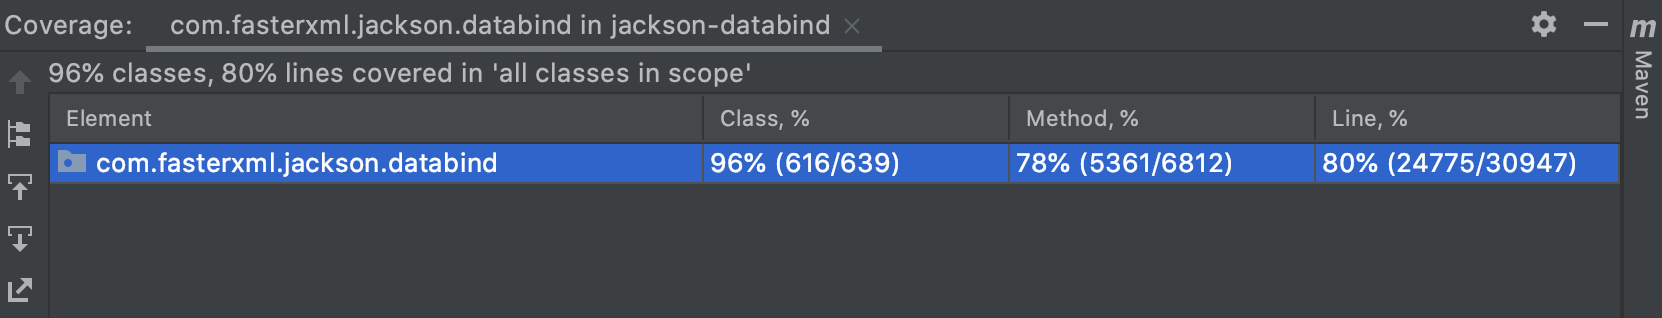 Coverage: com.fasterxml.jackson.databind in jackson-databind
96% classes, 80% lines covered in 'all classes in scope'
Element Class, % Method, % Line, %
com.fasterxml.jackson.databind 96% (616/639) 78% (5361/6812) 80% (24775/30947)
m Maven